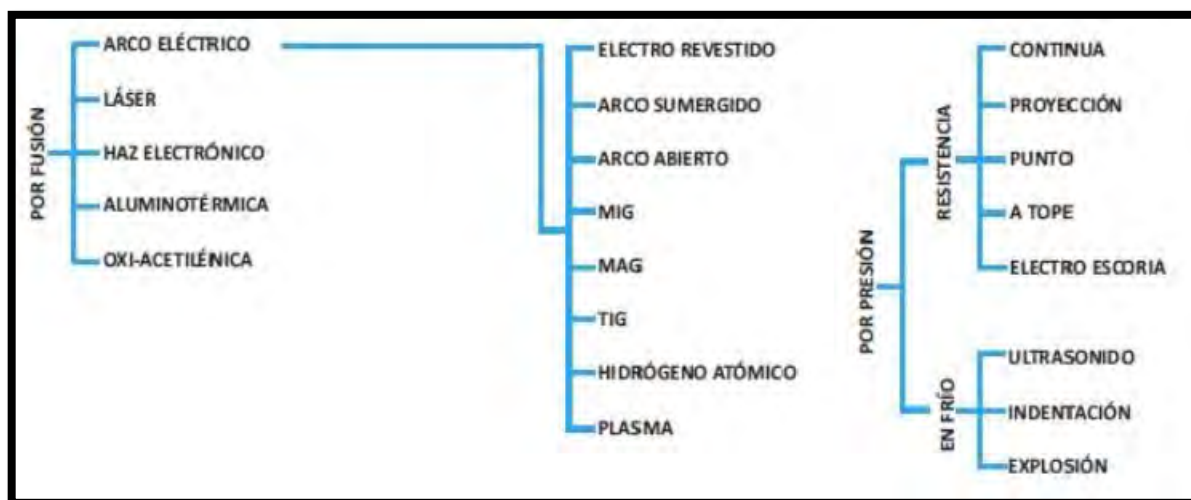 POR FUSIÓN
ARCO ELÉCTRICO
LÁSER
HAZ ELECTRÓNICO
ALUMINOTÉRMICA
OXI-ACETILÉNICA
ELECTRO REVESTIDO
ARCO SUMERGIDO
ARCO ABIERTO
MIG
MAG
TIG
HIDRÓGENO ATÓMICO
PLASMA
POR PRESIÓN
RESISTENCIA
CONTINUA
PROYECCIÓN
PUNTO
A TOPE
ELECTRO ESCORIA
EN FRÍO
ULTRASONIDO
INDENTACIÓN
EXPLOSIÓN